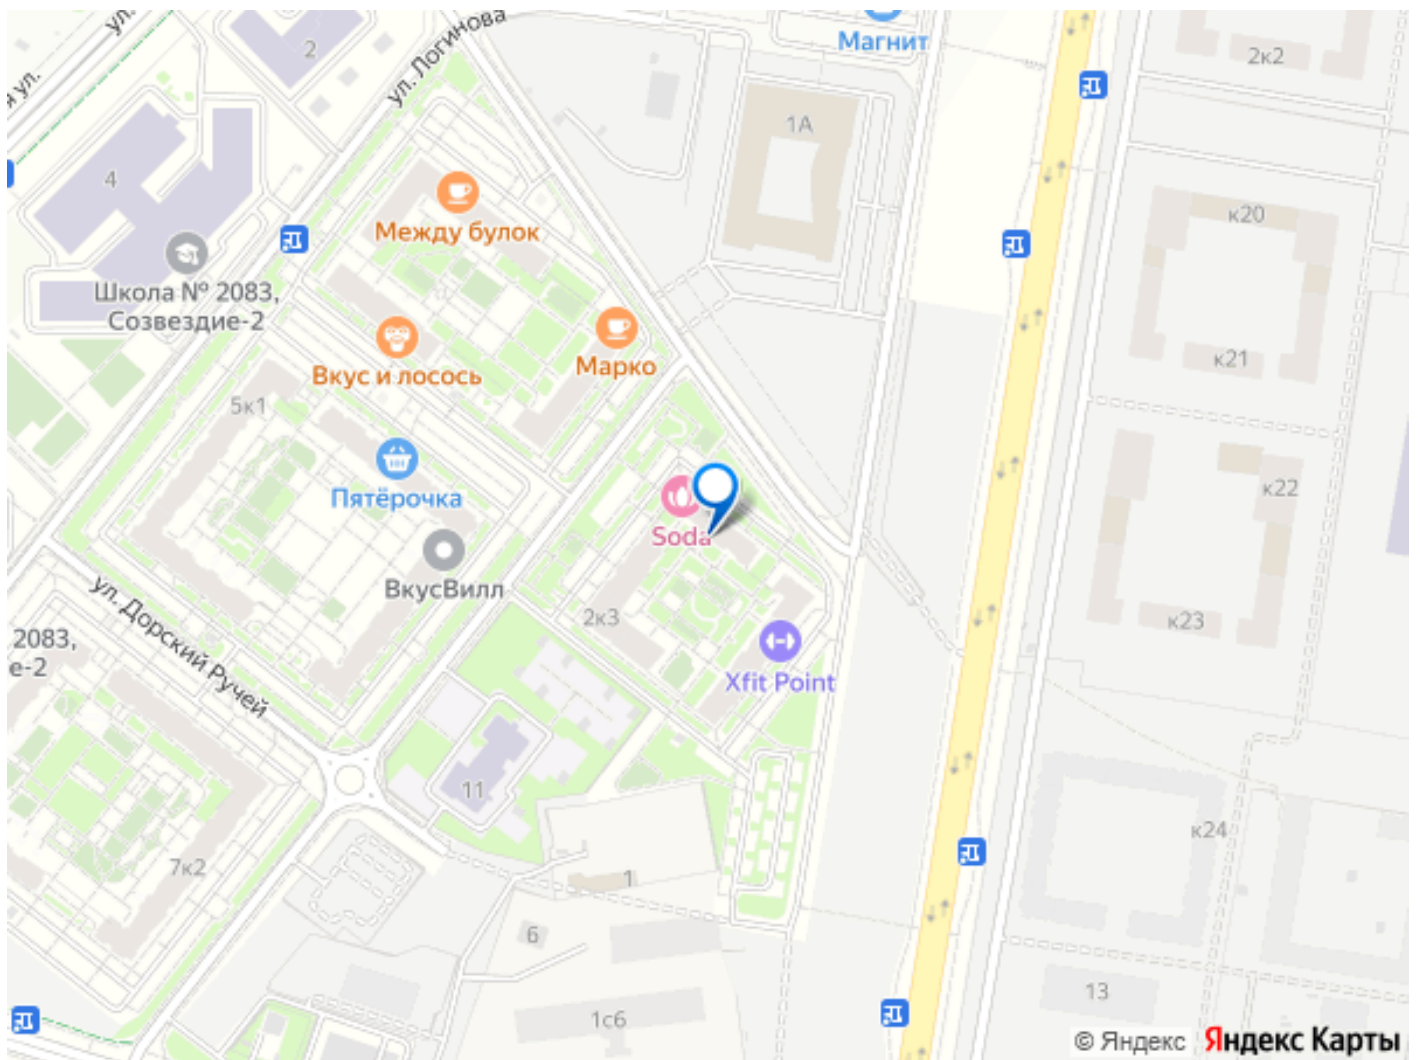 ул.
2
ул. Логинова
Магнит
2к2
я ул.
1А
4
Между булок
к20
Школа № 2083,
Созвездие-2
Марко
Вкус и лосось
к21
5к1
Пятёрочка
Soda
к22
ВкусВилл
ул. Дорский Ручей
2к3
к23
2083,
е-2
Xfit Point
11
к24
7к2
1
6
13
1с6
© Яндекс Яндекс Карты